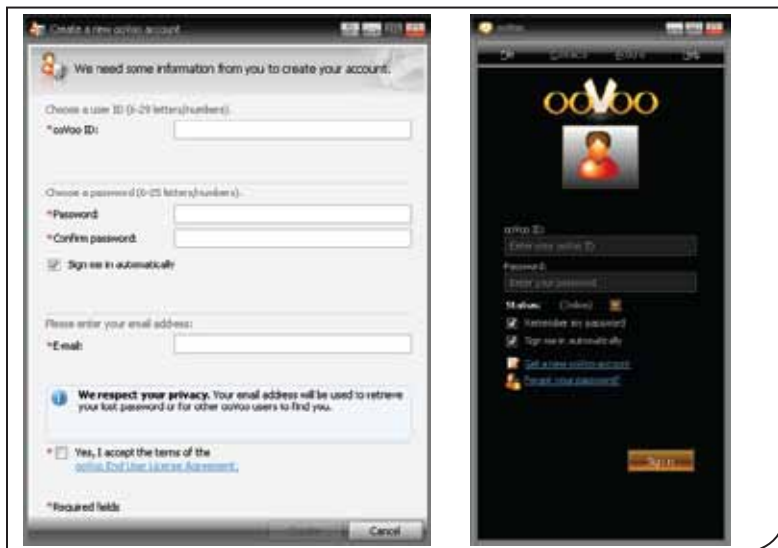 Create a new ooVoo account
We need some information from you to create your account.
Choose a user ID (6-29 letters/numbers).
*ooVoo ID:
Choose a password (6-25 letters/numbers).
*Password:
*Confirm password:
Sign me in automatically
Please enter your email address:
*E-mail:
We respect your privacy. Your email address will be used to retrieve
your lost password or for other ooVoo users to find you.
* Yes, I accept the terms of the
ooVoo End User License Agreement.
*Required fields
Cancel
ooVoo
ooVoo
ooVoo ID:
Enter your ooVoo ID
Password:
Enter your password
Status: (Online)
Remember my password
Sign me in automatically
Get a new ooVoo account
Forgot your password?
Sign in